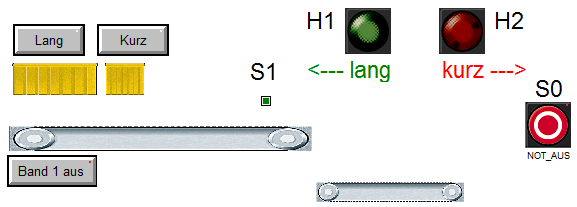 H1
H2
Lang
Kurz
S1
<--- lang
kurz --->
S0
NOT_AUS
Band 1 aus